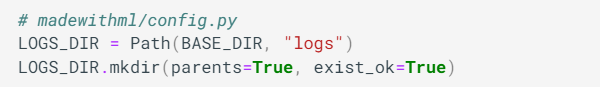 # madewithml/config.py
LOGS_DIR = Path(BASE_DIR, "logs")
LOGS_DIR.mkdir(parents=True, exist_ok=True)